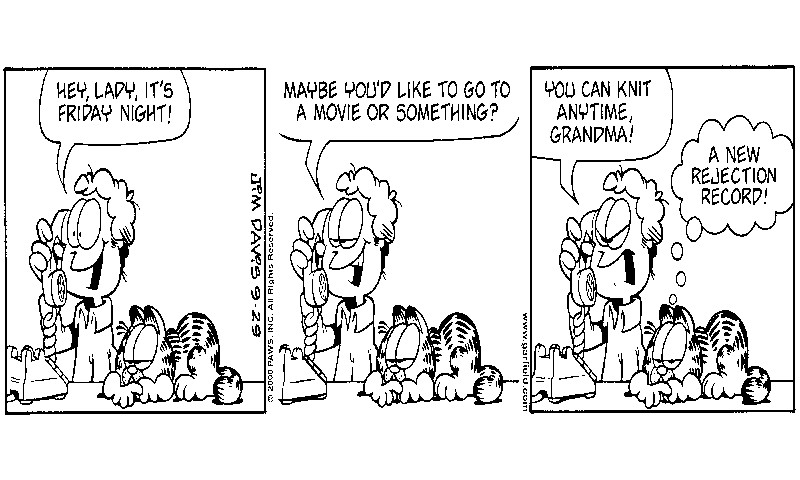 HEY, LADY, IT'S
FRIDAY NIGHT!
JIM DAVIS 9-29
© 2000 PAWS, INC. All Rights Reserved.
MAYBE YOU'D LIKE TO GO TO
A MOVIE OR SOMETHING?
www.garfield.com
YOU CAN KNIT
ANYTIME,
GRANDMA!
A NEW
REJECTION
RECORD!